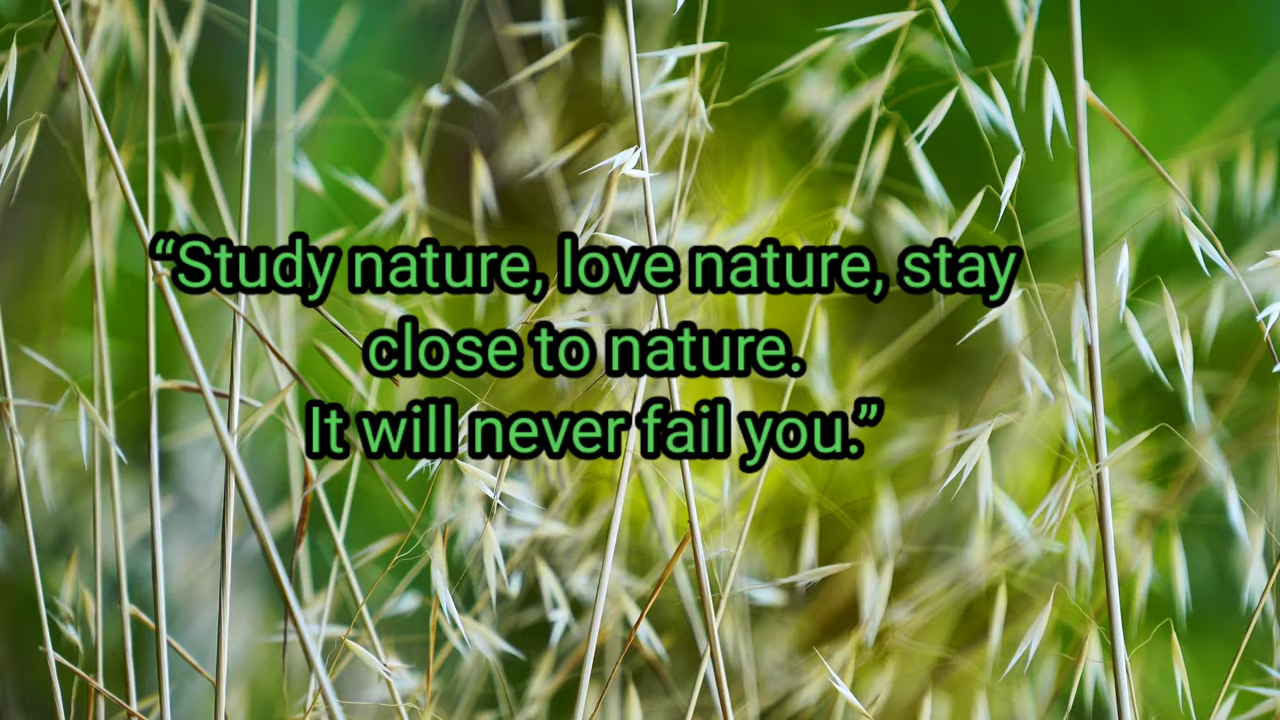 “Study nature, love nature, stay
close to nature.
It will never fail you.”